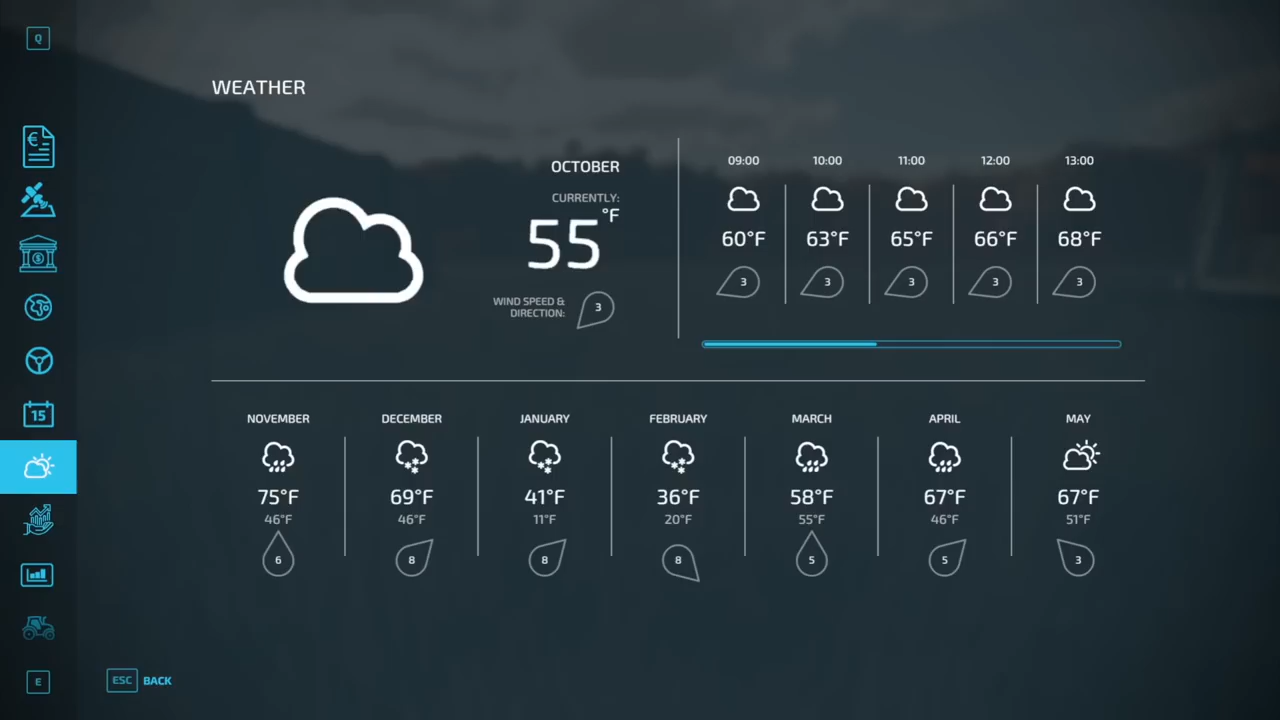 Q
WEATHER
OCTOBER
CURRENTLY:
55 °F
WIND SPEED &
DIRECTION:
3
09:00 10:00 11:00 12:00 13:00
60°F 63°F 65°F 66°F 68°F
3 3 3 3 3
€
$
15
NOVEMBER DECEMBER JANUARY FEBRUARY MARCH APRIL MAY
75°F 69°F 41°F 36°F 58°F 67°F 67°F
46°F 46°F 11°F 20°F 55°F 46°F 51°F
6 8 8 8 5 5 3
E
ESC BACK